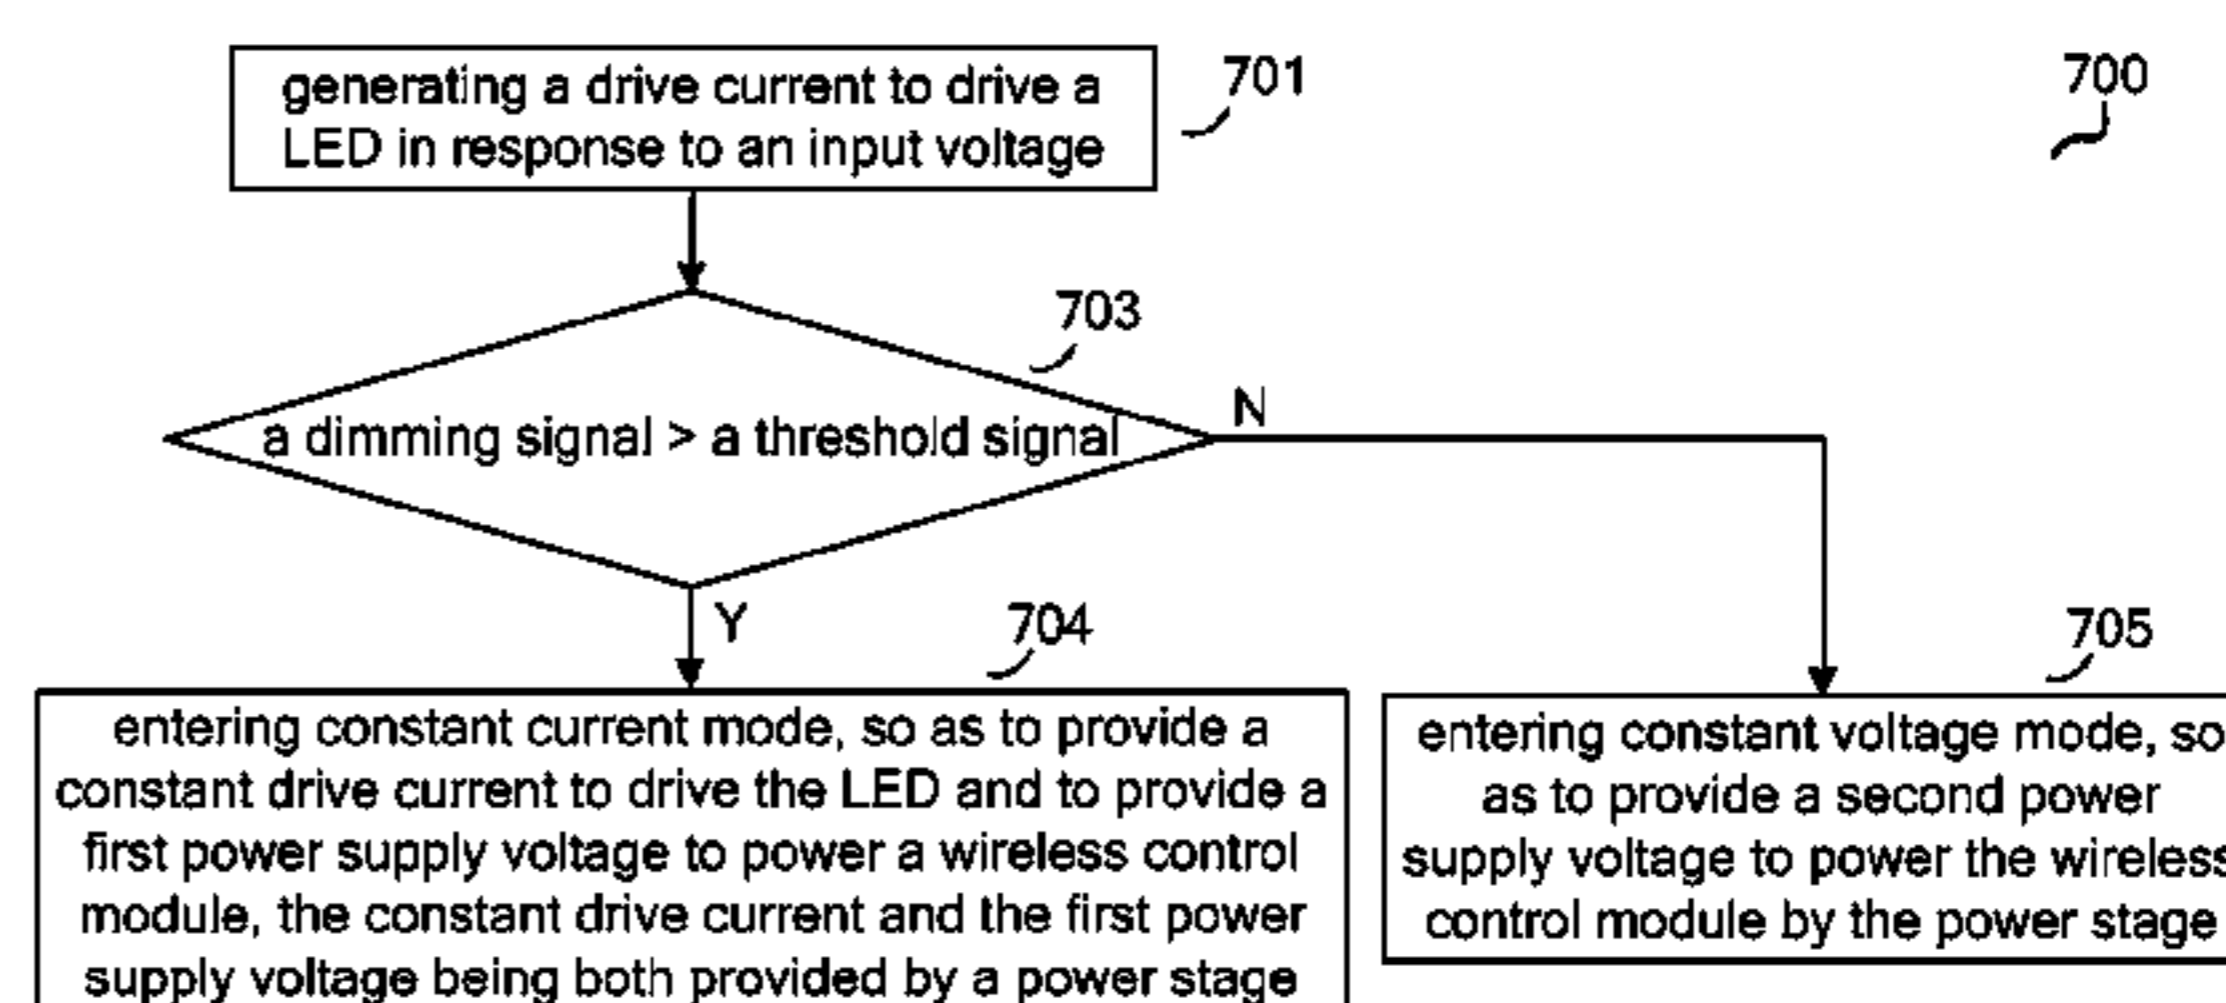 generating a drive current to drive a
LED in response to an input voltage
701
700
703
a dimming signal > a threshold signal
N
Y
704
705
entering constant current mode, so as to provide a
constant drive current to drive the LED and to provide a
first power supply voltage to power a wireless control
module, the constant drive current and the first power
supply voltage being both provided by a power stage
entering constant voltage mode, so
as to provide a second power
supply voltage to power the wireless
control module by the power stage